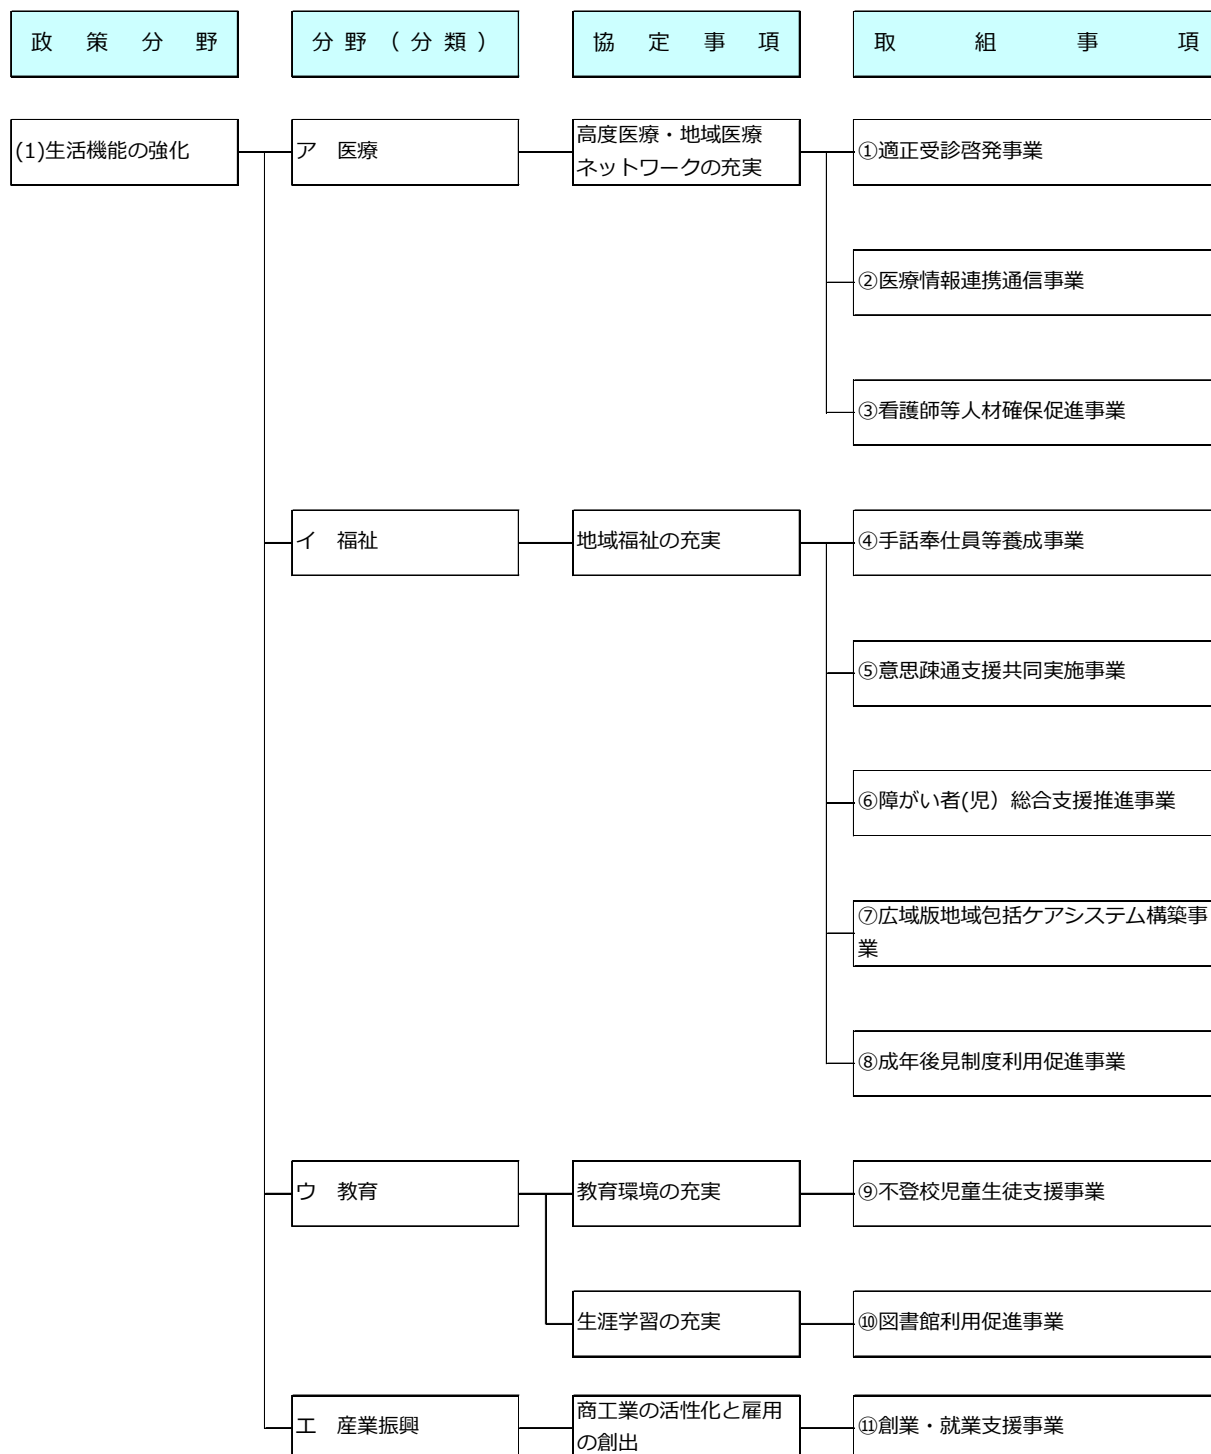 政策分野
分野（分類）
協定事項
取組事項
(1)生活機能の強化
ア　医療
高度医療・地域医療
ネットワークの充実
①適正受診啓発事業
②医療情報連携通信事業
③看護師等人材確保促進事業
イ　福祉
地域福祉の充実
④手話奉仕員等養成事業
⑤意思疎通支援共同実施事業
⑥障がい者(児）総合支援推進事業
⑦広域版地域包括ケアシステム構築事
業
⑧成年後見制度利用促進事業
ウ　教育
教育環境の充実
⑨不登校児童生徒支援事業
生涯学習の充実
⑩図書館利用促進事業
エ　産業振興
商工業の活性化と雇用
の創出
⑪創業・就業支援事業